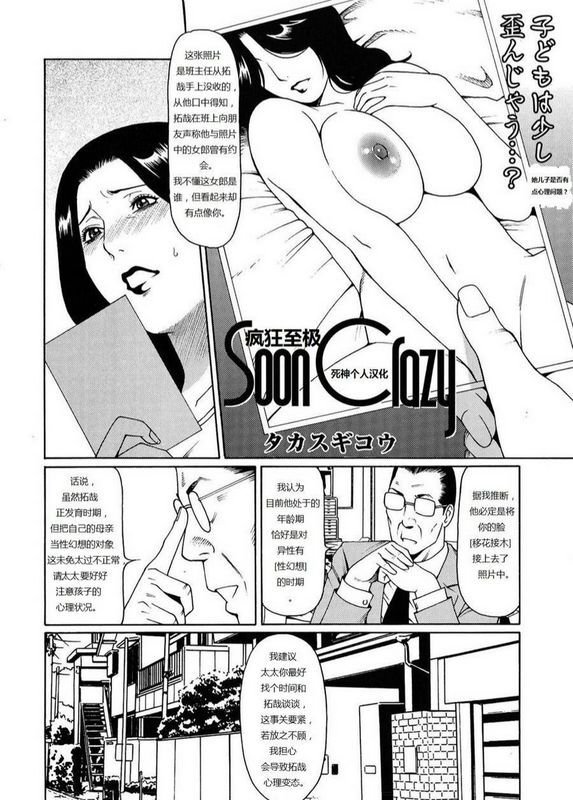 子どもは少し
歪んじゃう…?
她儿子是否有
点心理问题?
这张照片
是班主任从拓
哉手上没收的,
从他口中得知,
拓哉在班上向朋
友声称他与照片
中的女郎曾有约
会。
我不懂这女郎是
谁,但看起来却
有点像你。
疯狂至极
Soon Crazy
死神个人汉化
タカスギコウ
据我推断,
他必定是将
你的脸
[移花接木]
接上去了
照片中。
我认为
目前他处于的
年龄期
恰好是对
异性有
[性幻想]
的时期
话说,
虽然拓哉
正发育时期
但把自己的母亲
当性幻想的对象
这未免太过不正常
请太太要好好
注意孩子的
心理状况。
我建议
太太你最好
找个时间和
拓哉谈谈,
这事关要紧,
若放之不顾,
我担心
会导致拓哉
心理变态。